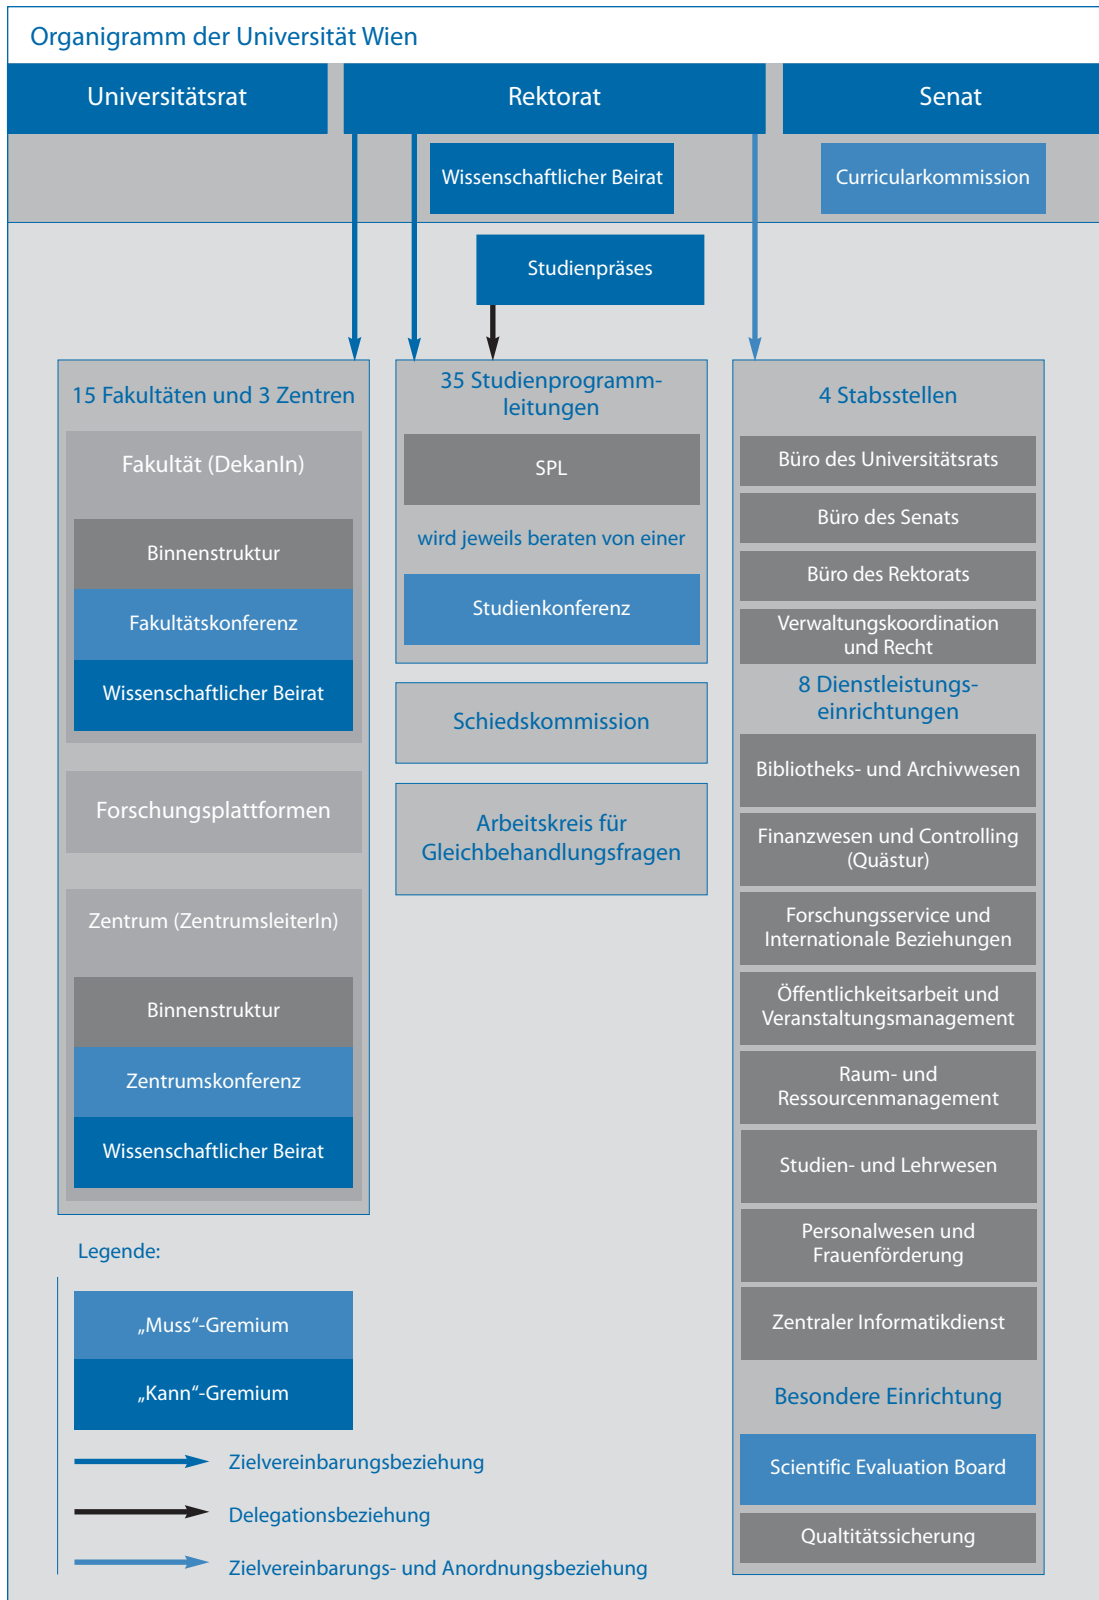 Organigramm der Universität Wien
Universitätsrat
Rektorat
Senat
Wissenschaftlicher Beirat
Curricularkommission
Studienpräses
15 Fakultäten und 3 Zentren
Fakultät (DekanIn)
Binnenstruktur
Fakultätskonferenz
Wissenschaftlicher Beirat
Forschungsplattformen
Zentrum (ZentrumsleiterIn)
Binnenstruktur
Zentrumskonferenz
Wissenschaftlicher Beirat
35 Studienprogramm-
leitungen
SPL
wird jeweils beraten von einer
Studienkonferenz
Schiedskommission
Arbeitskreis für
Gleichbehandlungsfragen
4 Stabsstellen
Büro des Universitätsrats
Büro des Senats
Büro des Rektorats
Verwaltungskoordination
und Recht
8 Dienstleistungs-
einrichtungen
Bibliotheks- und Archivwesen
Finanzwesen und Controlling
(Quästur)
Forschungsservice und
Internationale Beziehungen
Öffentlichkeitsarbeit und
Veranstaltungsmanagement
Raum- und
Ressourcenmanagement
Studien- und Lehrwesen
Personalwesen und
Frauenförderung
Zentraler Informatikdienst
Besondere Einrichtung
Scientific Evaluation Board
Qualtitätssicherung
Legende:
„Muss“-Gremium
„Kann“-Gremium
Zielvereinbarungsbeziehung
Delegationsbeziehung
Zielvereinbarungs- und Anordnungsbeziehung